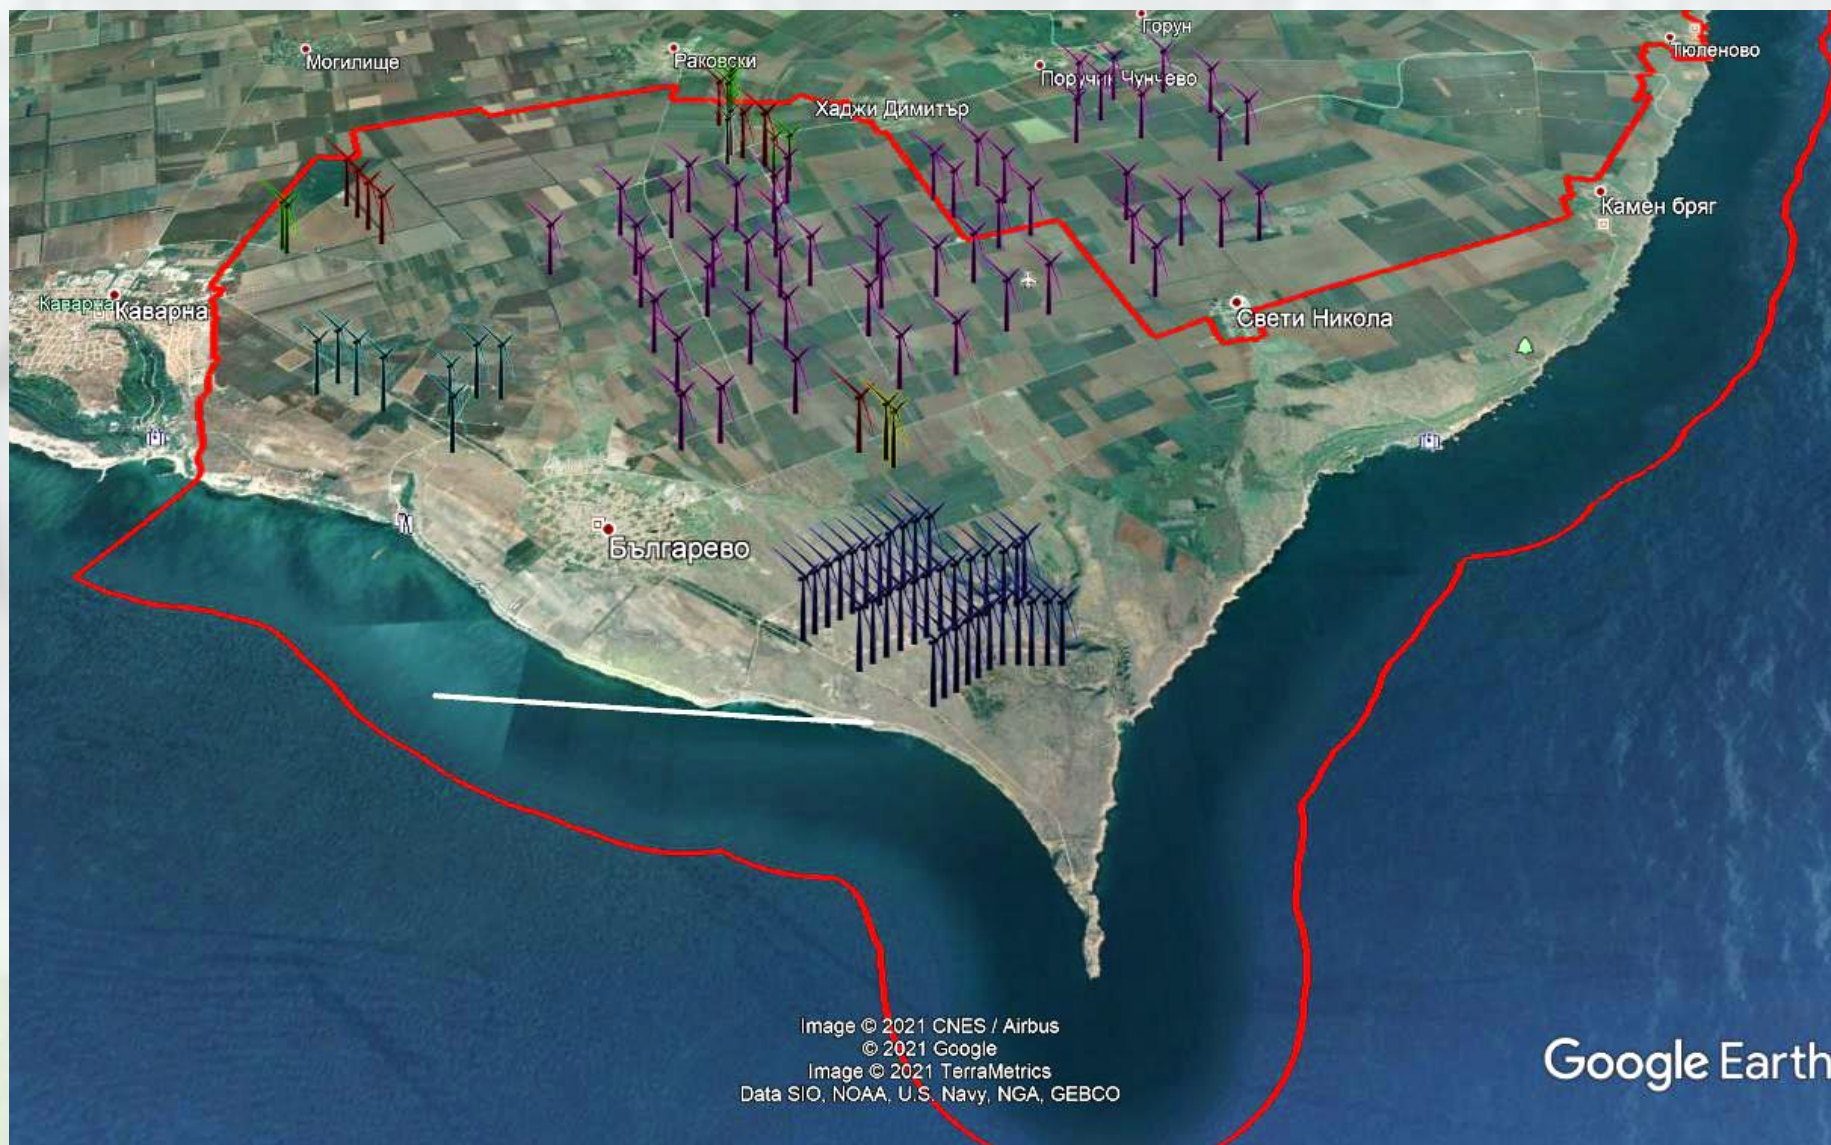 Горун
Могилище
Раковски
Тюленово
Поручик Чунчево
Хаджи Димитър
Камен бряг
Каварна
Каварна
Свети Никола
Българево
Image © 2021 CNES / Airbus
© 2021 Google
Image © 2021 TerraMetrics
Data SIO, NOAA, U.S. Navy, NGA, GEBCO
Google Earth